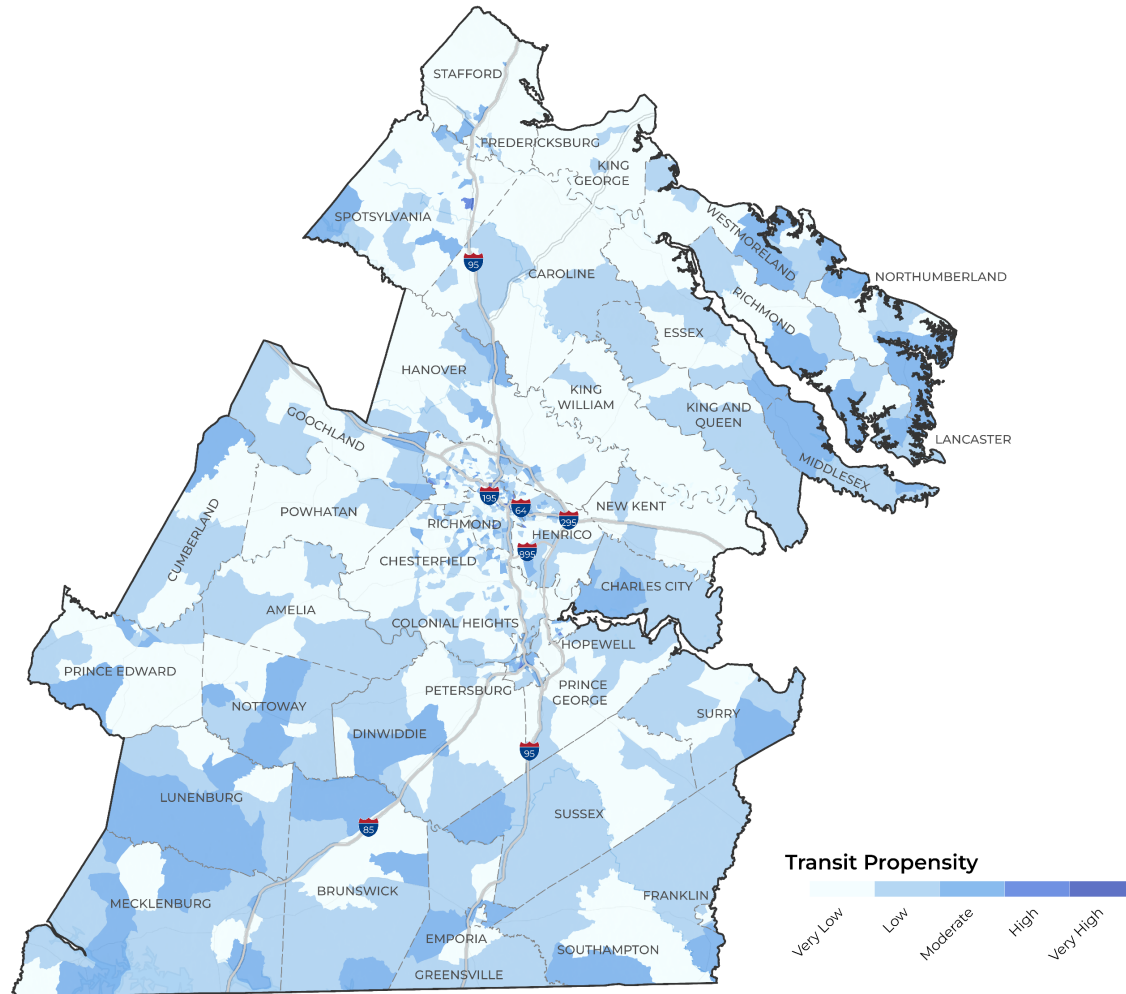 STAFFORD
FREDERICKSBURG
KING
GEORGE
SPOTSYLVANIA
WESTMORELAND
95
CAROLINE
NORTHUMBERLAND
RICHMOND
ESSEX
HANOVER
KING
WILLIAM
KING AND
QUEEN
GOOCHLAND
LANCASTER
MIDDLESEX
195
64
NEW KENT
POWHATAN
RICHMOND
295
HENRICO
CUMBERLAND
895
CHESTERFIELD
CHARLES CITY
AMELIA
COLONIAL HEIGHTS
HOPEWELL
PRINCE EDWARD
PETERSBURG
PRINCE
GEORGE
NOTTOWAY
SURRY
DINWIDDIE
95
LUNENBURG
SUSSEX
85
Transit Propensity
BRUNSWICK
FRANKLIN
MECKLENBURG
Very Low
Low
Moderate
High
Very High
EMPORIA
SOUTHAMPTON
GREENSVILLE